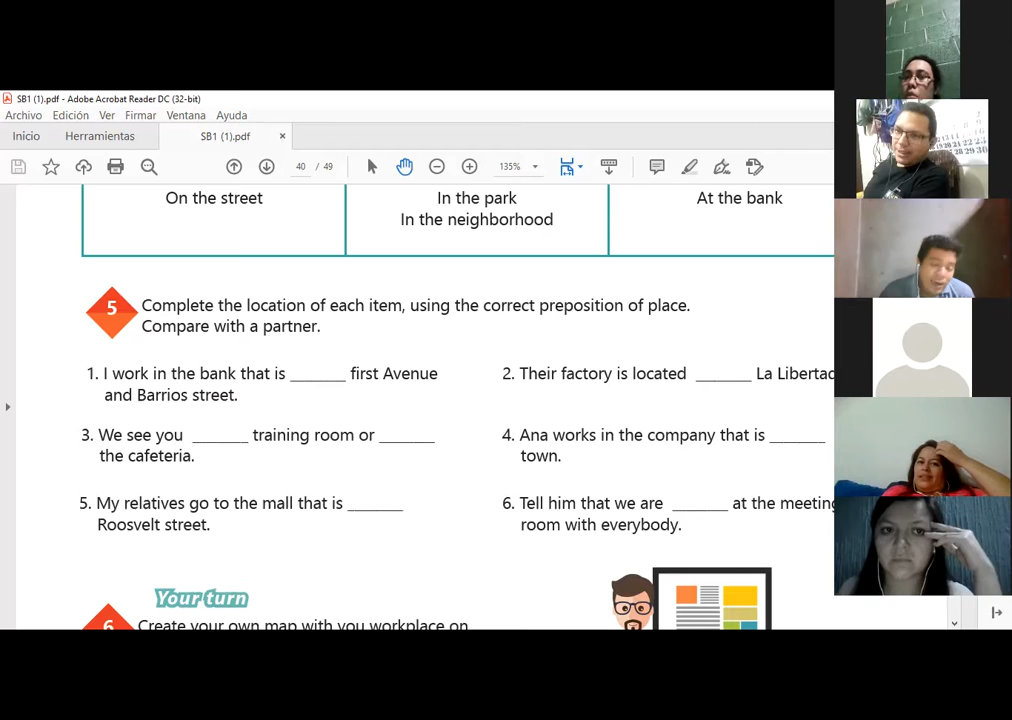 SB1 (1).pdf - Adobe Acrobat Reader DC (32-bit)
Archivo Edición Ver Firmar Ventana Ayuda
Inicio Herramientas SB1 (1).pdf ×
40 / 49 135%
On the street In the park At the bank
In the neighborhood
5 Complete the location of each item, using the correct preposition of place.
Compare with a partner.
1. I work in the bank that is _______ first Avenue
and Barrios street.
2. Their factory is located _______ La Libertad
3. We see you _______ training room or _______
the cafeteria.
4. Ana works in the company that is _______
town.
5. My relatives go to the mall that is _______
Roosvelt street.
6. Tell him that we are _______ at the meeting
room with everybody.
Your turn
6 Create your own map with you workplace on